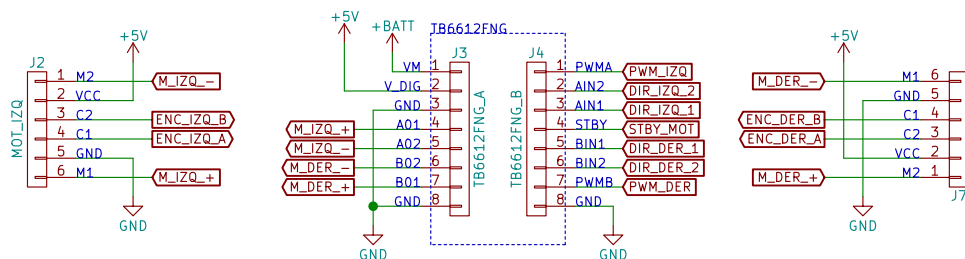 J2
MOT_IZQ
+5V
1 M2 M_IZQ_-
2 VCC
3 C2 ENC_IZQ_B
4 C1 ENC_IZQ_A
5 GND
6 M1 M_IZQ_+
GND
+5V
+BATT
TB6612FNG
J3
TB6612FNG_A
VM 1
V_DIG 2
GND 3
M_IZQ_+ A01 4
M_IZQ_- A02 5
M_DER_- B02 6
M_DER_+ B01 7
GND 8
GND
J4
TB6612FNG_B
1 PWMA PWM_IZQ
2 AIN2 DIR_IZQ_2
3 AIN1 DIR_IZQ_1
4 STBY STBY_MOT
5 BIN1 DIR_DER_1
6 BIN2 DIR_DER_2
7 PWMB PWM_DER
8 GND
GND
+5V
M_DER_- M1 6
GND 5
ENC_DER_B C1 4
ENC_DER_A C2 3
VCC 2
M_DER_+ M2 1
GND
J7